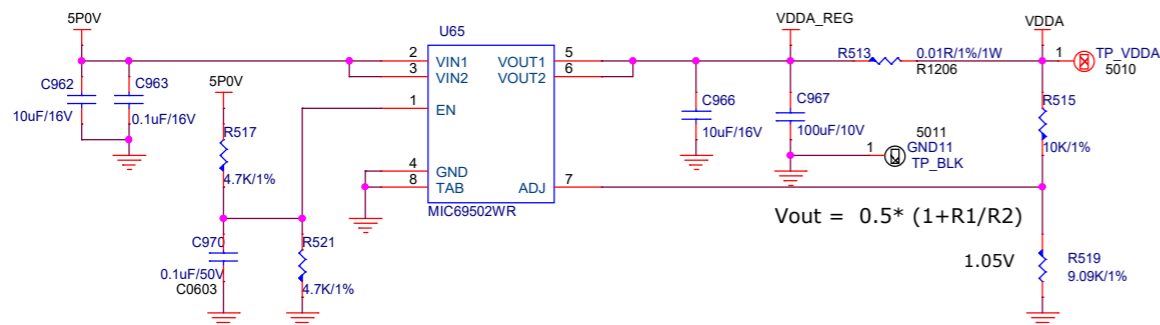 5P0V
U65
VDDA_REG
VDDA
2 VIN1 VOUT1 5
3 VIN2 VOUT2 6
R513 0.01R/1%/1W
R1206
1 TP_VDDA
5010
C962
10uF/16V
C963
0.1uF/16V
5P0V
1 EN
C966
10uF/16V
C967
100uF/10V
R515
10K/1%
R517
4.7K/1%
5011
1 GND11
TP_BLK
4 GND
8 TAB ADJ 7
MIC69502WR
Vout = 0.5* (1+R1/R2)
C970
0.1uF/50V
C0603
R521
4.7K/1%
1.05V
R519
9.09K/1%